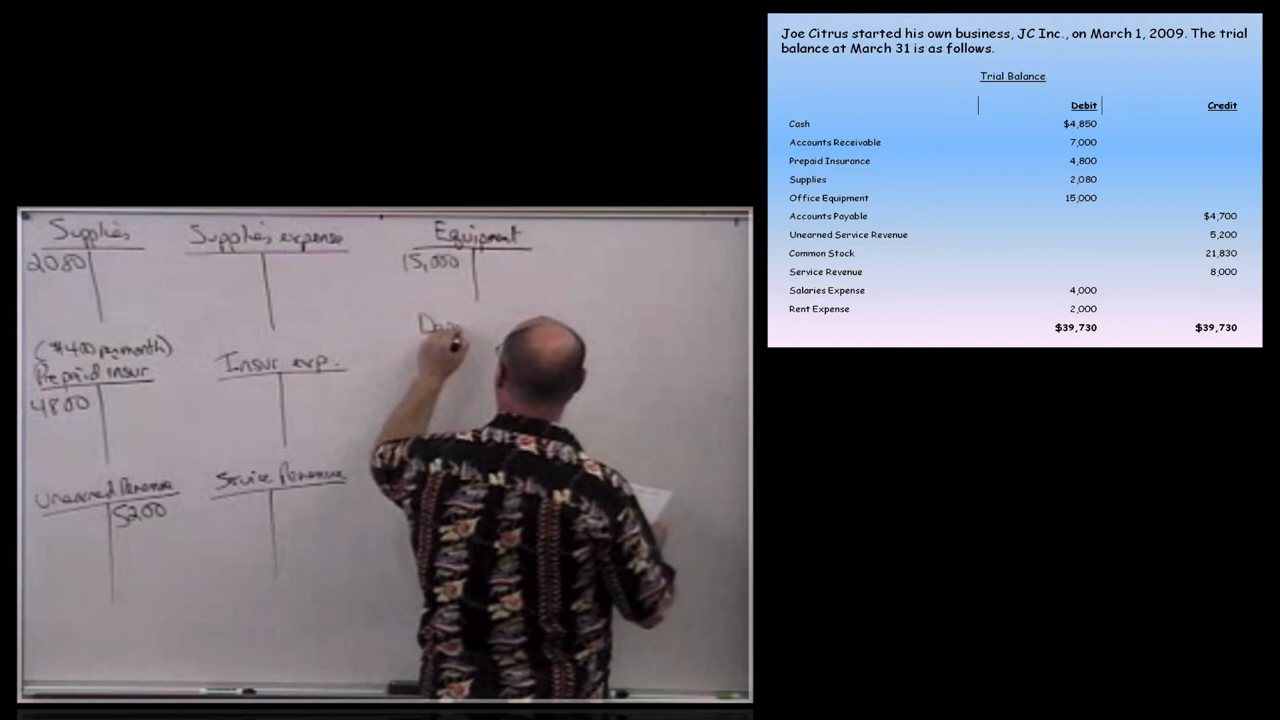 Joe Citrus started his own business, JC Inc., on March 1, 2009. The trial
balance at March 31 is as follows.
Trial Balance
Debit Credit
Cash $4,850
Accounts Receivable 7,000
Prepaid Insurance 4,800
Supplies 2,080
Office Equipment 15,000
Accounts Payable $4,700
Unearned Service Revenue 5,200
Common Stock 21,830
Service Revenue 8,000
Salaries Expense 4,000
Rent Expense 2,000
$39,730 $39,730
Supplies
2080
Supplies expense
Equipment
15,000
($400 per month)
Prepaid insur
4800
Insur. exp.
Unearned Revenue
5200
Service Revenue